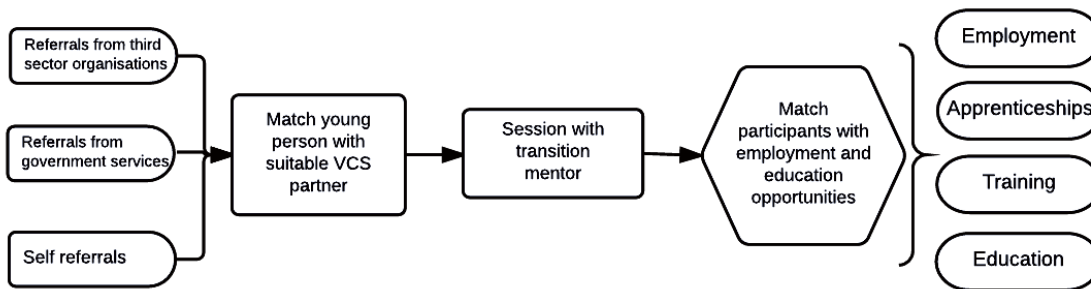 Referrals from third
sector organisations
Referrals from
government services
Self referrals
Match young
person with
suitable VCS
partner
Session with
transition
mentor
Match
participants with
employment and
education
opportunities
Employment
Apprenticeships
Training
Education